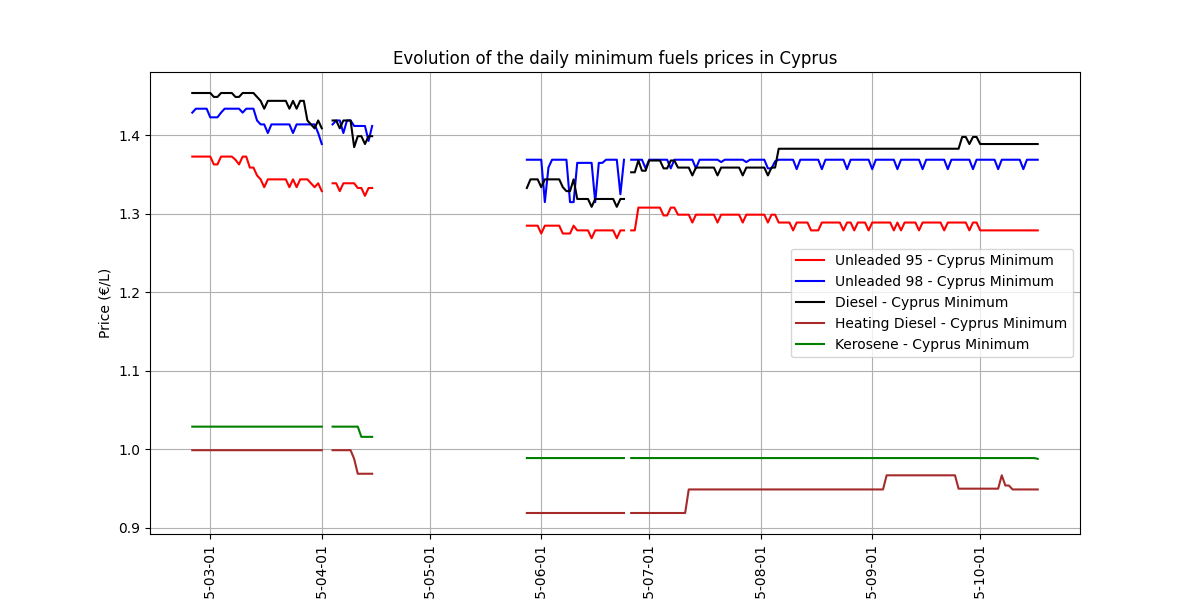 Evolution of the daily minimum fuels prices in Cyprus
Price (€/L)
1.4
1.3
1.2
1.1
1.0
0.9
Unleaded 95 - Cyprus Minimum
Unleaded 98 - Cyprus Minimum
Diesel - Cyprus Minimum
Heating Diesel - Cyprus Minimum
Kerosene - Cyprus Minimum
5-03-01
5-04-01
5-05-01
5-06-01
5-07-01
5-08-01
5-09-01
5-10-01